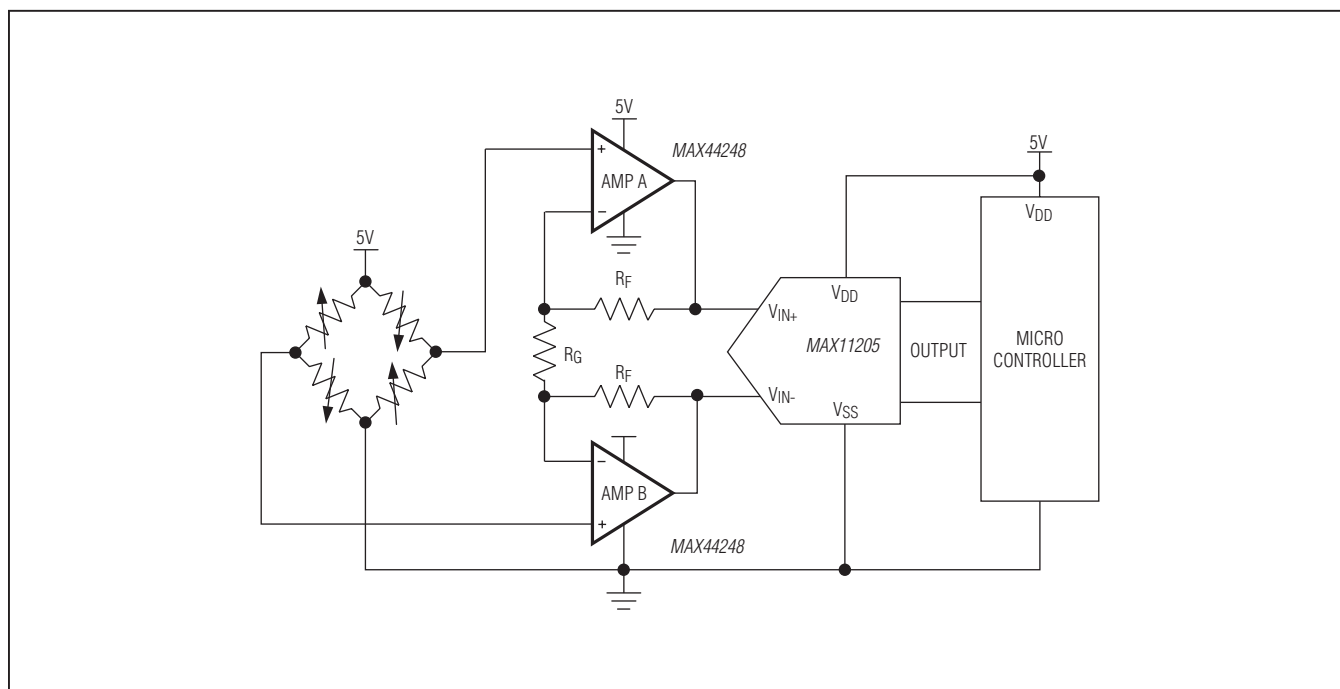 5V
MAX44248
+
AMP A
−
5V
VDD
5V
RF
VIN+
VDD
MAX11205
OUTPUT
MICRO
CONTROLLER
RG
RF
VIN-
VSS
−
AMP B
+
MAX44248